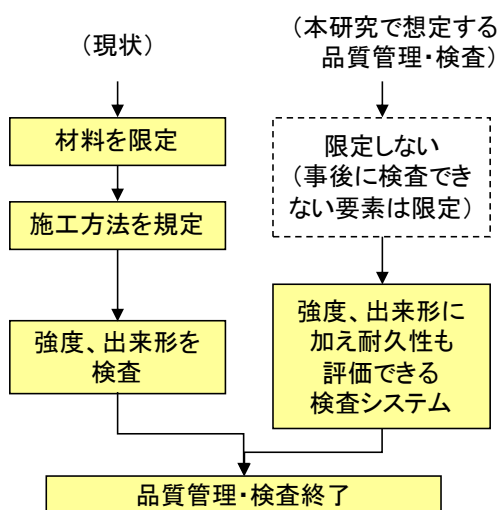 （現状）
材料を限定
施工方法を規定
強度、出来形を
検査
（本研究で想定する
品質管理・検査）
限定しない
（事後に検査でき
ない要素は限定）
強度、出来形に
加え耐久性も
評価できる
検査システム
品質管理・検査終了